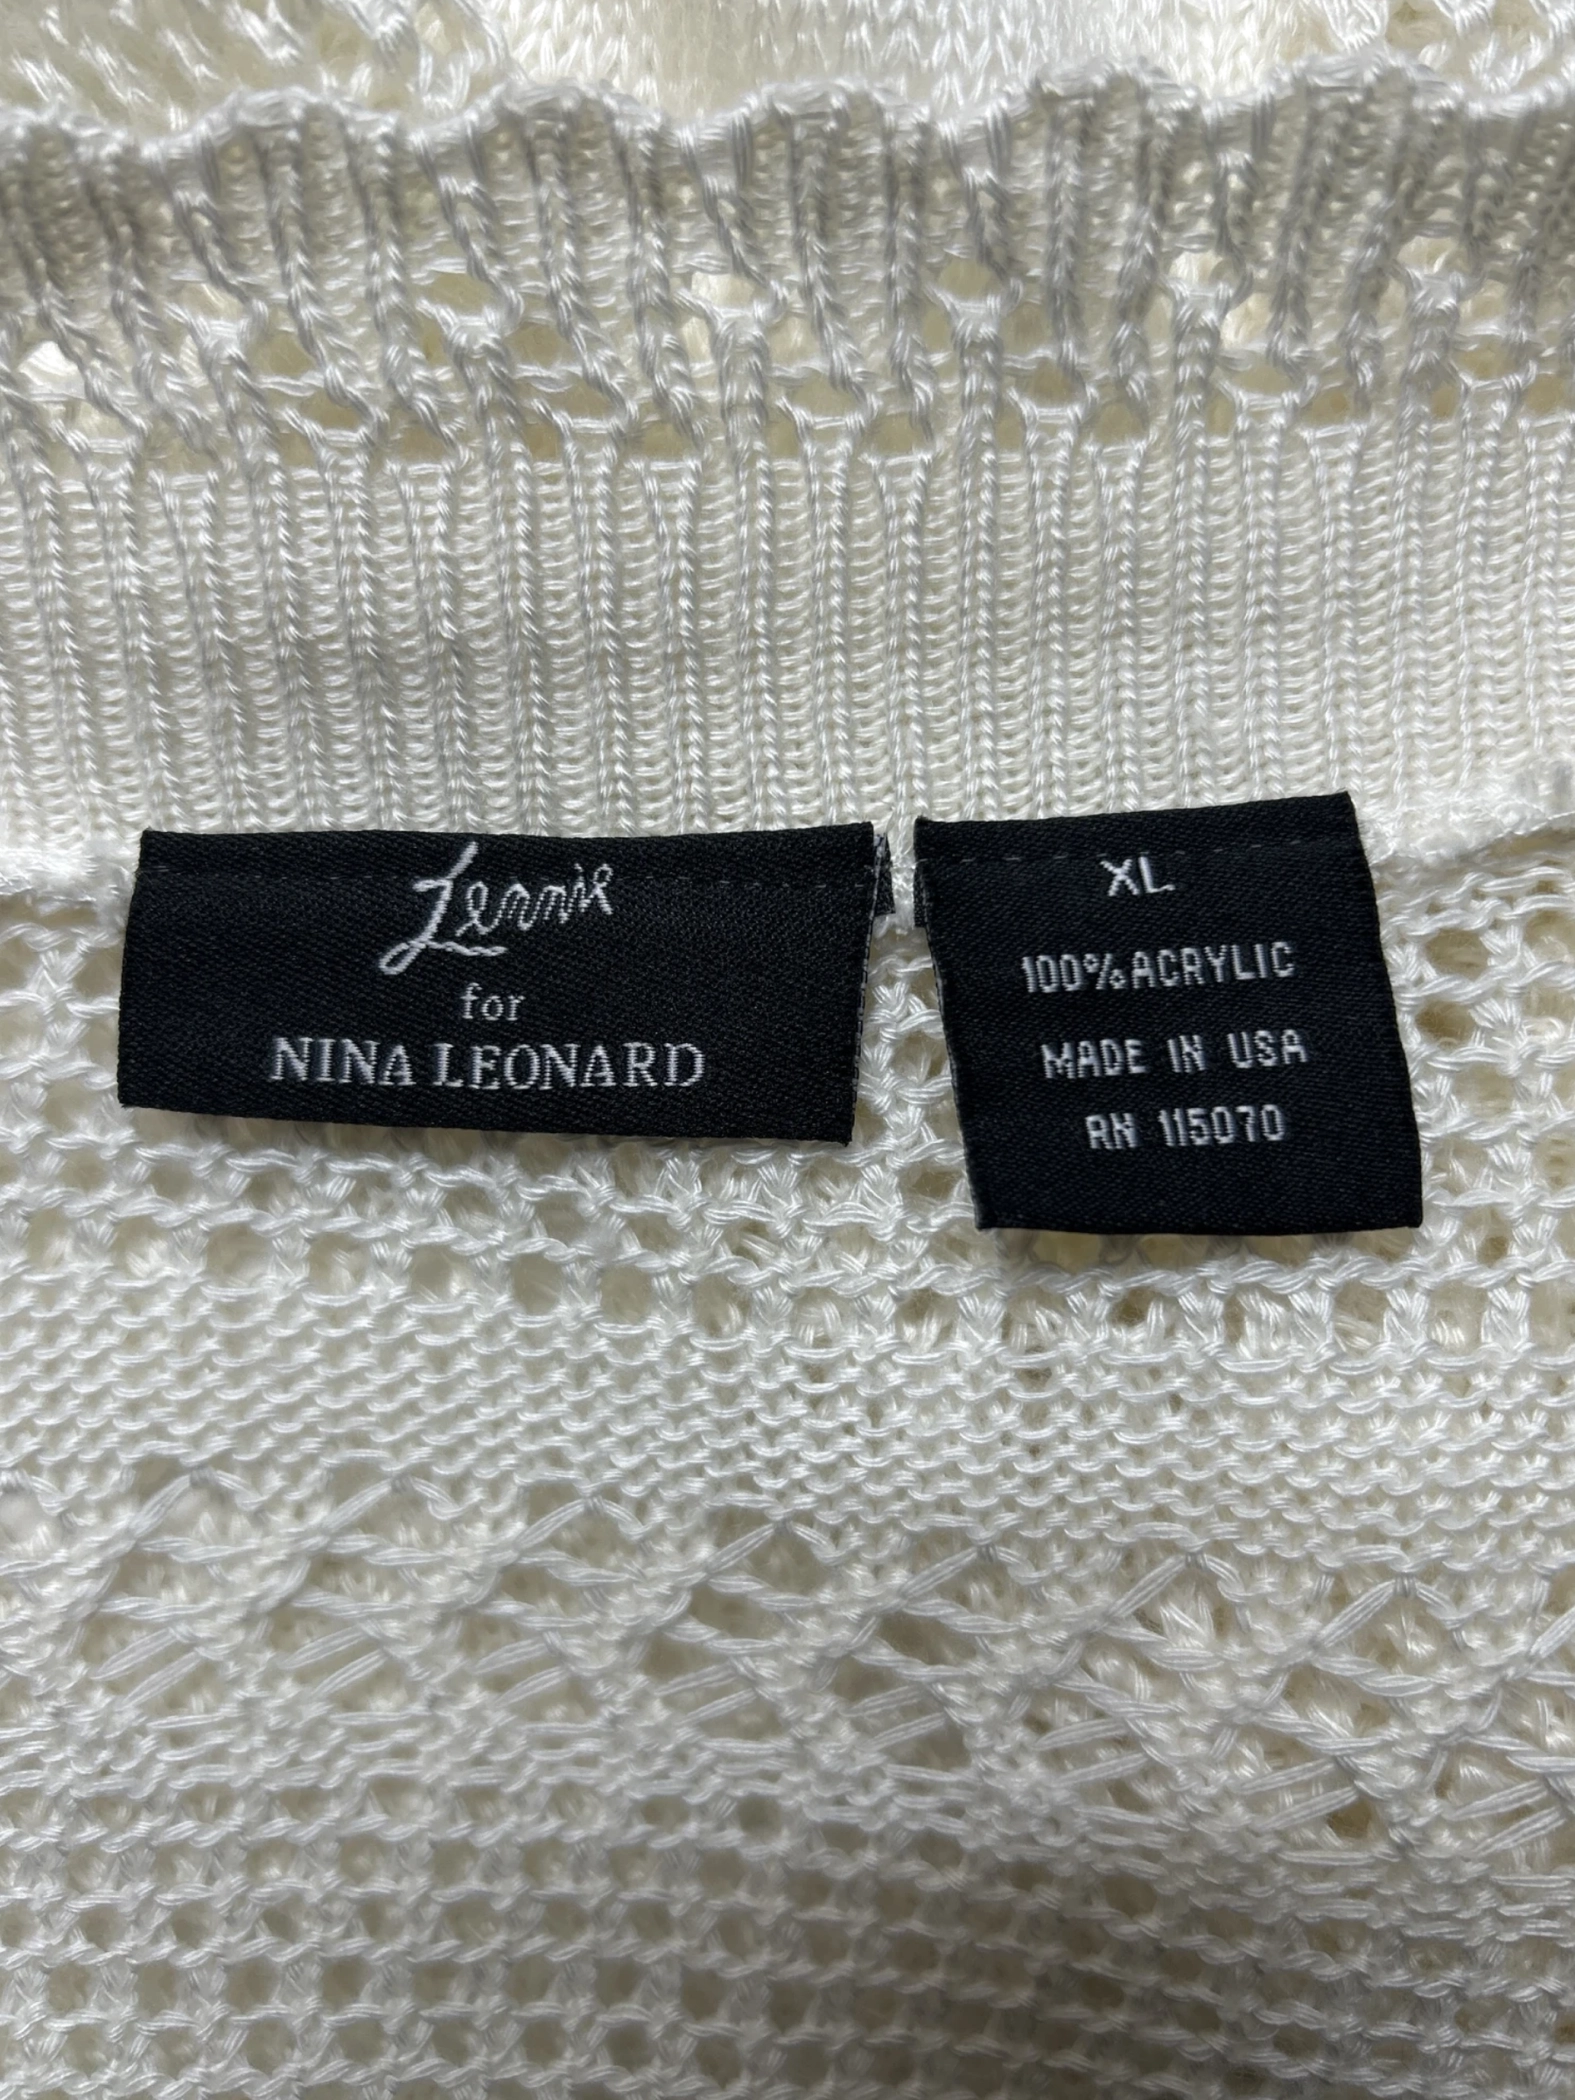 Lennie
for
NINA LEONARD
XL
100% ACRYLIC
MADE IN USA
RN 115070